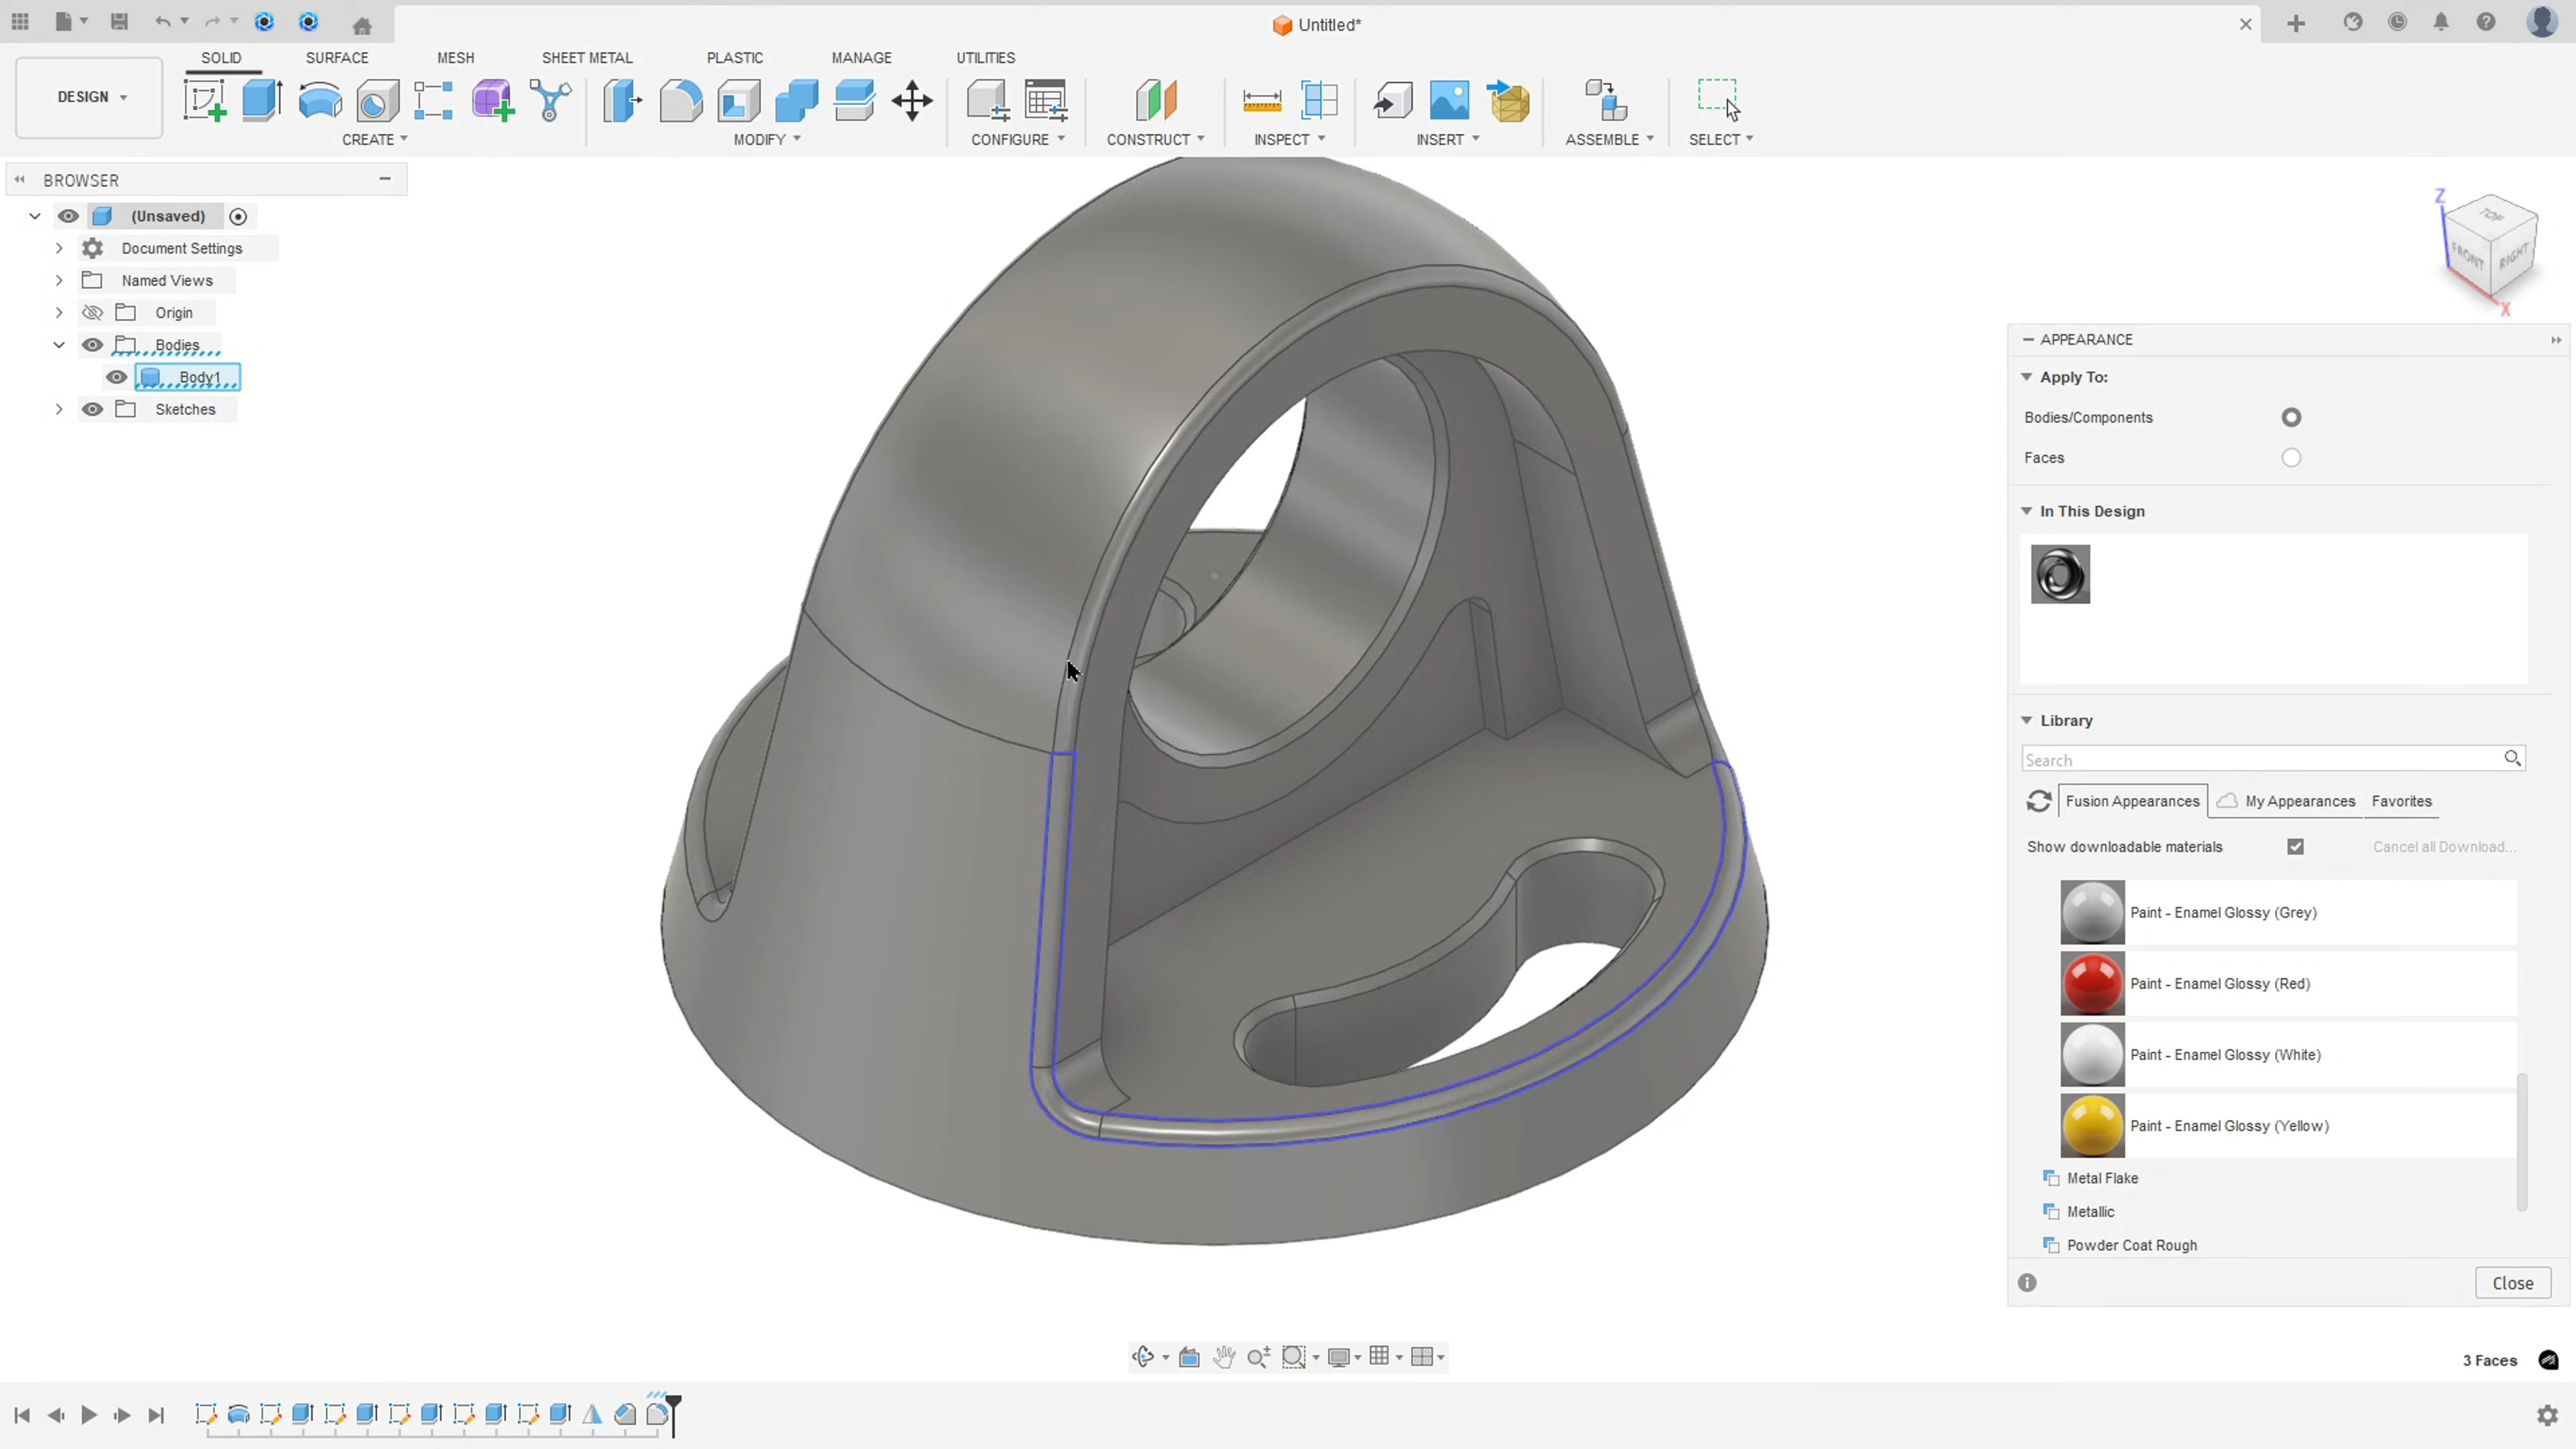 Untitled*
SOLID SURFACE MESH SHEET METAL PLASTIC MANAGE UTILITIES
DESIGN
CREATE MODIFY CONFIGURE CONSTRUCT INSPECT INSERT ASSEMBLE SELECT
BROWSER
(Unsaved)
Document Settings
Named Views
Origin
Bodies
Body1
Sketches
Z
TOP
FRONT
RIGHT
X
APPEARANCE
Apply To:
Bodies/Components
Faces
In This Design
Library
Search
Fusion Appearances My Appearances Favorites
Show downloadable materials Cancel all Download...
Paint - Enamel Glossy (Grey)
Paint - Enamel Glossy (Red)
Paint - Enamel Glossy (White)
Paint - Enamel Glossy (Yellow)
Metal Flake
Metallic
Powder Coat Rough
Close
3 Faces